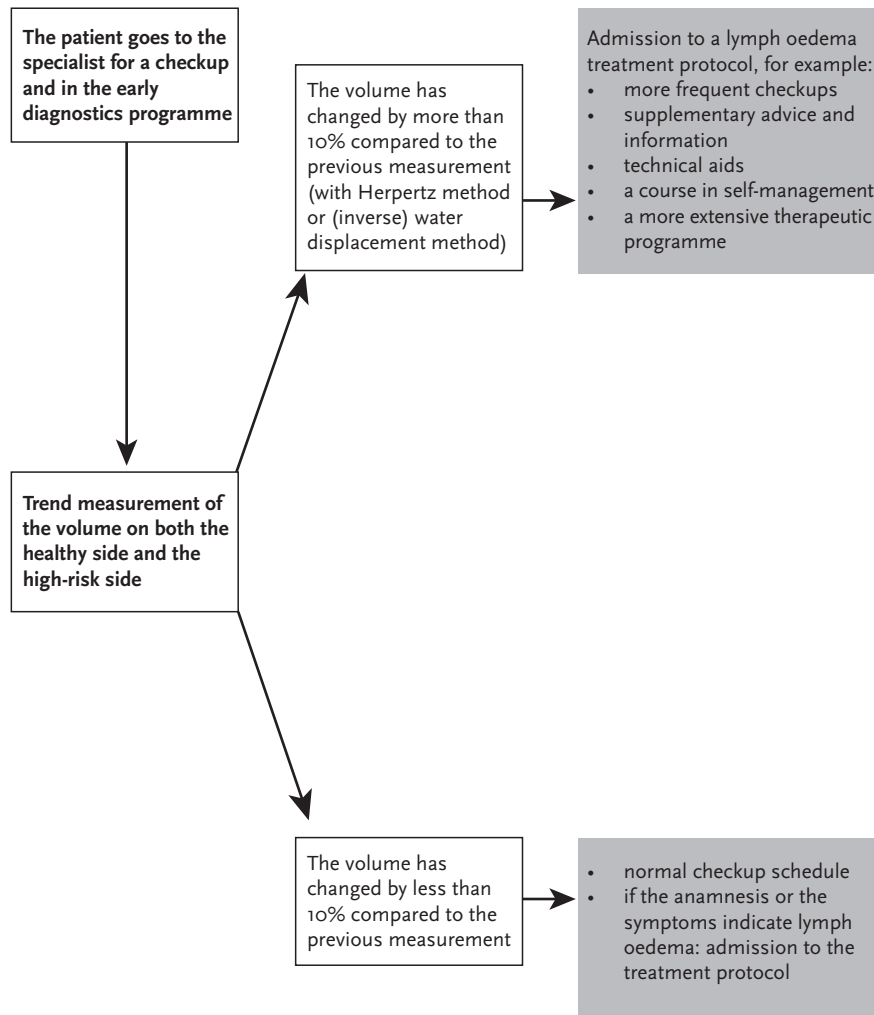 The patient goes to the
specialist for a checkup
and in the early
diagnostics programme
The volume has
changed by more than
10% compared to the
previous measurement
(with Herpertz method
or (inverse) water
displacement method)
Admission to a lymph oedema
treatment protocol, for example:
• more frequent checkups
• supplementary advice and
information
• technical aids
• a course in self-management
• a more extensive therapeutic
programme
Trend measurement of
the volume on both the
healthy side and the
high-risk side
The volume has
changed by less than
10% compared to the
previous measurement
• normal checkup schedule
• if the anamnesis or the
symptoms indicate lymph
oedema: admission to the
treatment protocol